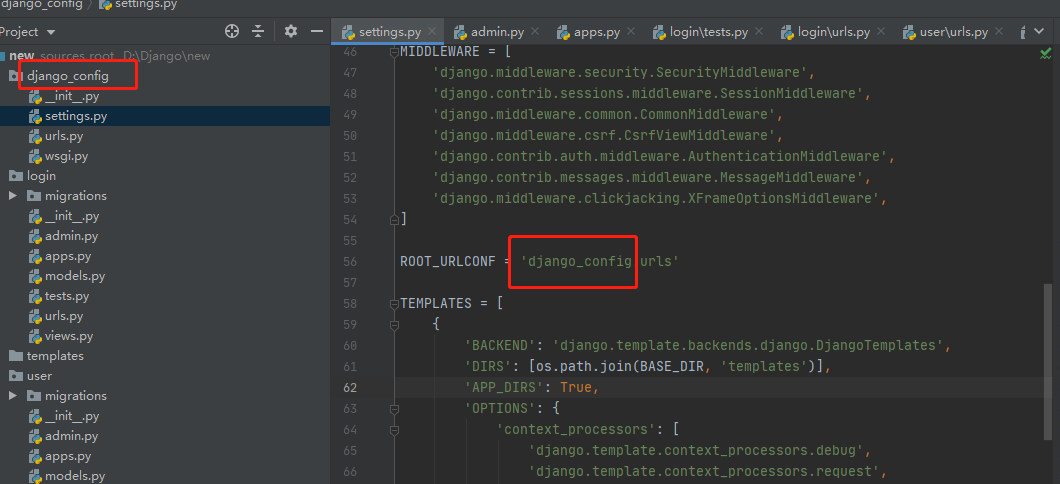 django_config settings.py
Project
new sources root, D:\Django\new
django_config
__init__.py
settings.py
urls.py
wsgi.py
login
migrations
__init__.py
admin.py
apps.py
models.py
tests.py
urls.py
views.py
templates
user
migrations
__init__.py
admin.py
apps.py
models.py
settings.py admin.py apps.py login\tests.py login\urls.py user\urls.py
46 MIDDLEWARE = [
47 'django.middleware.security.SecurityMiddleware',
48 'django.contrib.sessions.middleware.SessionMiddleware',
49 'django.middleware.common.CommonMiddleware',
50 'django.middleware.csrf.CsrfViewMiddleware',
51 'django.contrib.auth.middleware.AuthenticationMiddleware',
52 'django.contrib.messages.middleware.MessageMiddleware',
53 'django.middleware.clickjacking.XFrameOptionsMiddleware',
54 ]
55
56 ROOT_URLCONF = 'django_config.urls'
57
58 TEMPLATES = [
59 {
60 'BACKEND': 'django.template.backends.django.DjangoTemplates',
61 'DIRS': [os.path.join(BASE_DIR, 'templates')],
62 'APP_DIRS': True,
63 'OPTIONS': {
64 'context_processors': [
65 'django.template.context_processors.debug',
66 'django.template.context_processors.request',